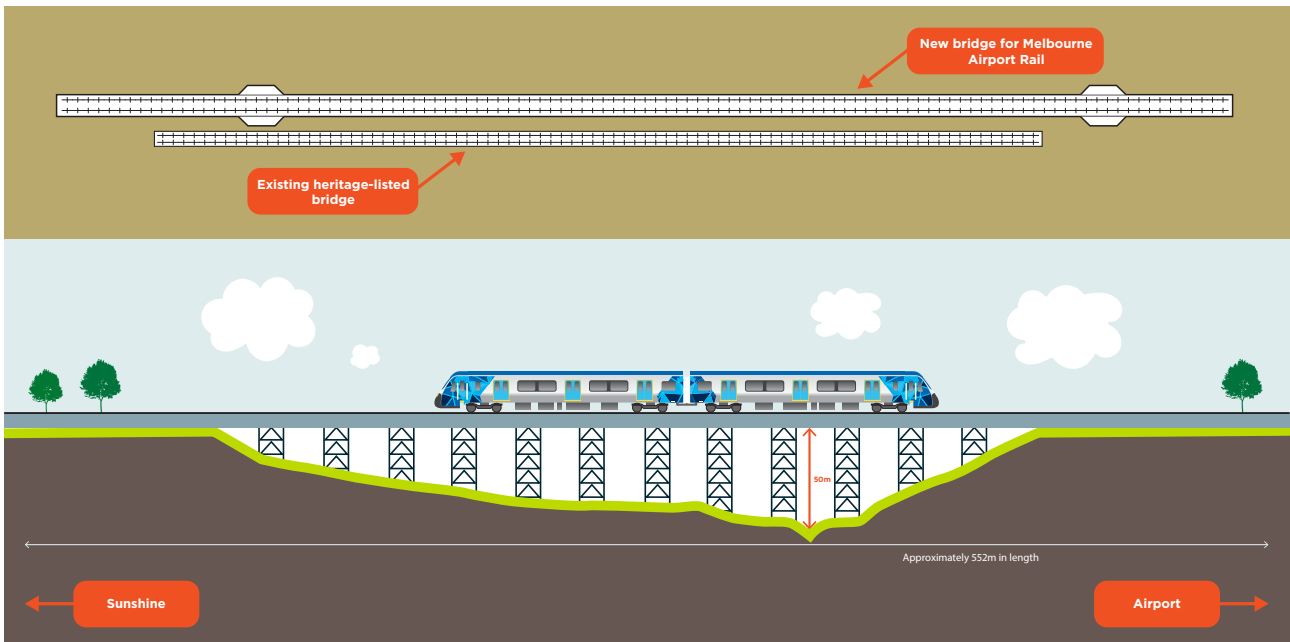 New bridge for Melbourne
Airport Rail
Existing heritage-listed
bridge
50m
Approximately 552m in length
Sunshine
Airport